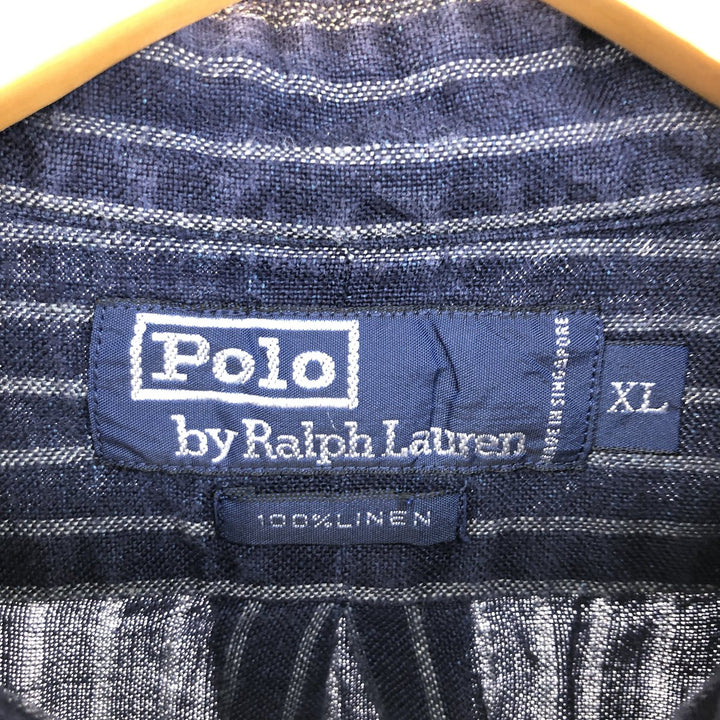 Polo
by Ralph Lauren
MADE IN SINGAPORE
XL
100% LINEN